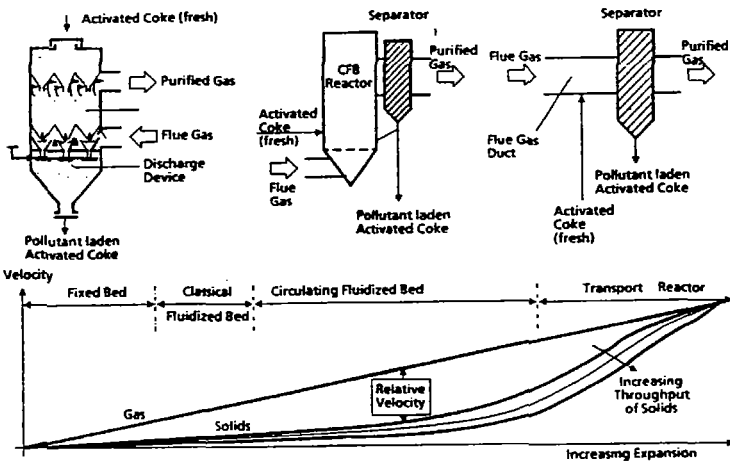 Activated Coke (fresh)
Purified Gas
Flue Gas
Discharge
Device
Pollutant laden
Activated Coke
Separator
CFB
Reactor
Purified
Gas
Activated
Coke
(fresh)
Flue
Gas
Pollutant laden
Activated Coke
Separator
Flue Gas
Purified
Gas
Flue Gas
Duct
Pollutant laden
Activated Coke
Activated
Coke
(fresh)
Velocity
Fixed Bed
Classical
Fluidized Bed
Circulating Fluidized Bed
Transport Reactor
Relative
Velocity
Increasing
Throughput
of Solids
Gas
Solids
Increasing Expansion